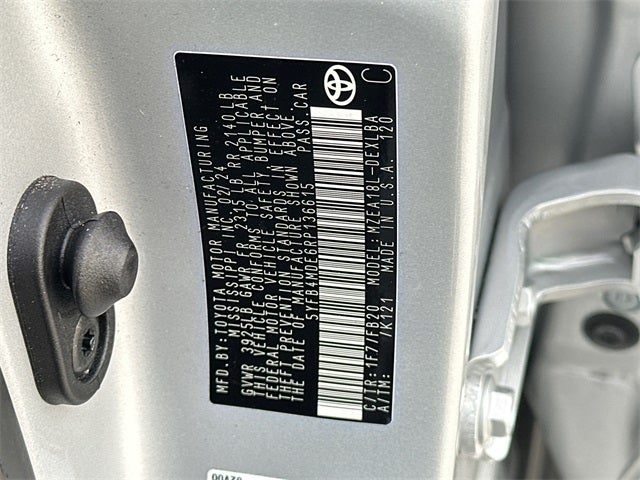 MFD.BY:TOYOTA MOTOR MANUFACTURING
MISSISSIPPI INC. 02/24
GVWR 3925LB GAWR FR 2315LB RR 2140LB
THIS VEHICLE CONFORMS TO ALL APPLICABLE
FEDERAL MOTOR VEHICLE SAFETY, BUMPER, AND
THEFT PREVENTION STANDARDS IN EFFECT ON
THE DATE OF MANUFACTURE SHOWN ABOVE.
5YFB4MDE6RP136615 PASS.CAR
C/TR:1F7/FB20 MODEL:MZEA18L-DEXLBA
A/TM: /K121 MADE IN U.S.A. 120
C